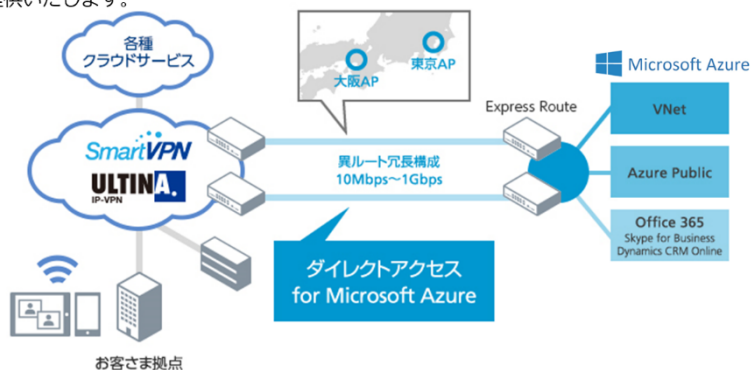 提供いたします。
各種
クラウドサービス
大阪AP
東京AP
Microsoft Azure
Express Route
VNet
SmartVPN
ULTINA.
IP-VPN
異ルート冗長構成
10Mbps～1Gbps
Azure Public
Office 365
Skype for Business
Dynamics CRM Online
ダイレクトアクセス
for Microsoft Azure
お客さま拠点